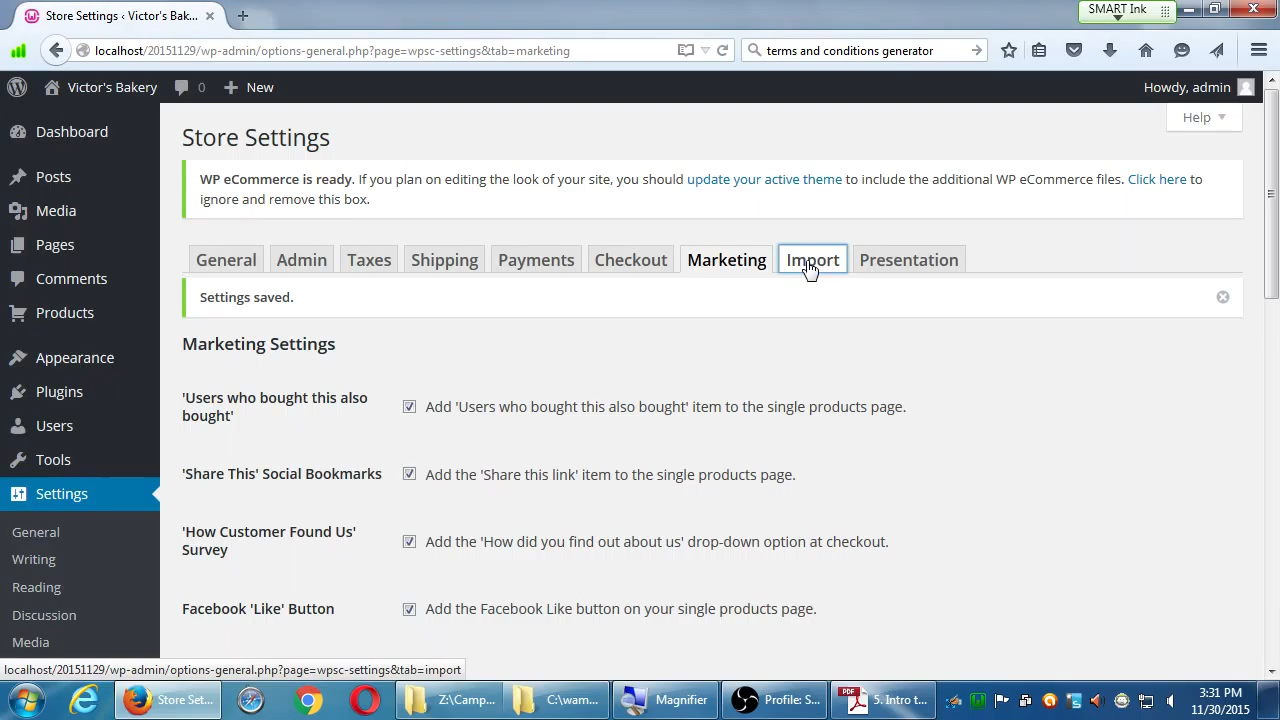 Store Settings ‹ Victor's Bak...
SMART Ink
localhost/20151129/wp-admin/options-general.php?page=wpsc-settings&tab=marketing
terms and conditions generator
Victor's Bakery
0
New
Howdy, admin
Help
Dashboard
Posts
Media
Pages
Comments
Products
Appearance
Plugins
Users
Tools
Settings
General
Writing
Reading
Discussion
Media
Store Settings
WP eCommerce is ready. If you plan on editing the look of your site, you should update your active theme to include the additional WP eCommerce files. Click here to
ignore and remove this box.
General
Admin
Taxes
Shipping
Payments
Checkout
Marketing
Import
Presentation
Settings saved.
Marketing Settings
'Users who bought this also
bought'
Add 'Users who bought this also bought' item to the single products page.
'Share This' Social Bookmarks
Add the 'Share this link' item to the single products page.
'How Customer Found Us'
Survey
Add the 'How did you find out about us' drop-down option at checkout.
Facebook 'Like' Button
Add the Facebook Like button on your single products page.
localhost/20151129/wp-admin/options-general.php?page=wpsc-settings&tab=import
Store Set...
Z:\Camp...
C:\wam...
Magnifier
Profile: S...
PDF
5. Intro t...
3:31 PM
11/30/2015